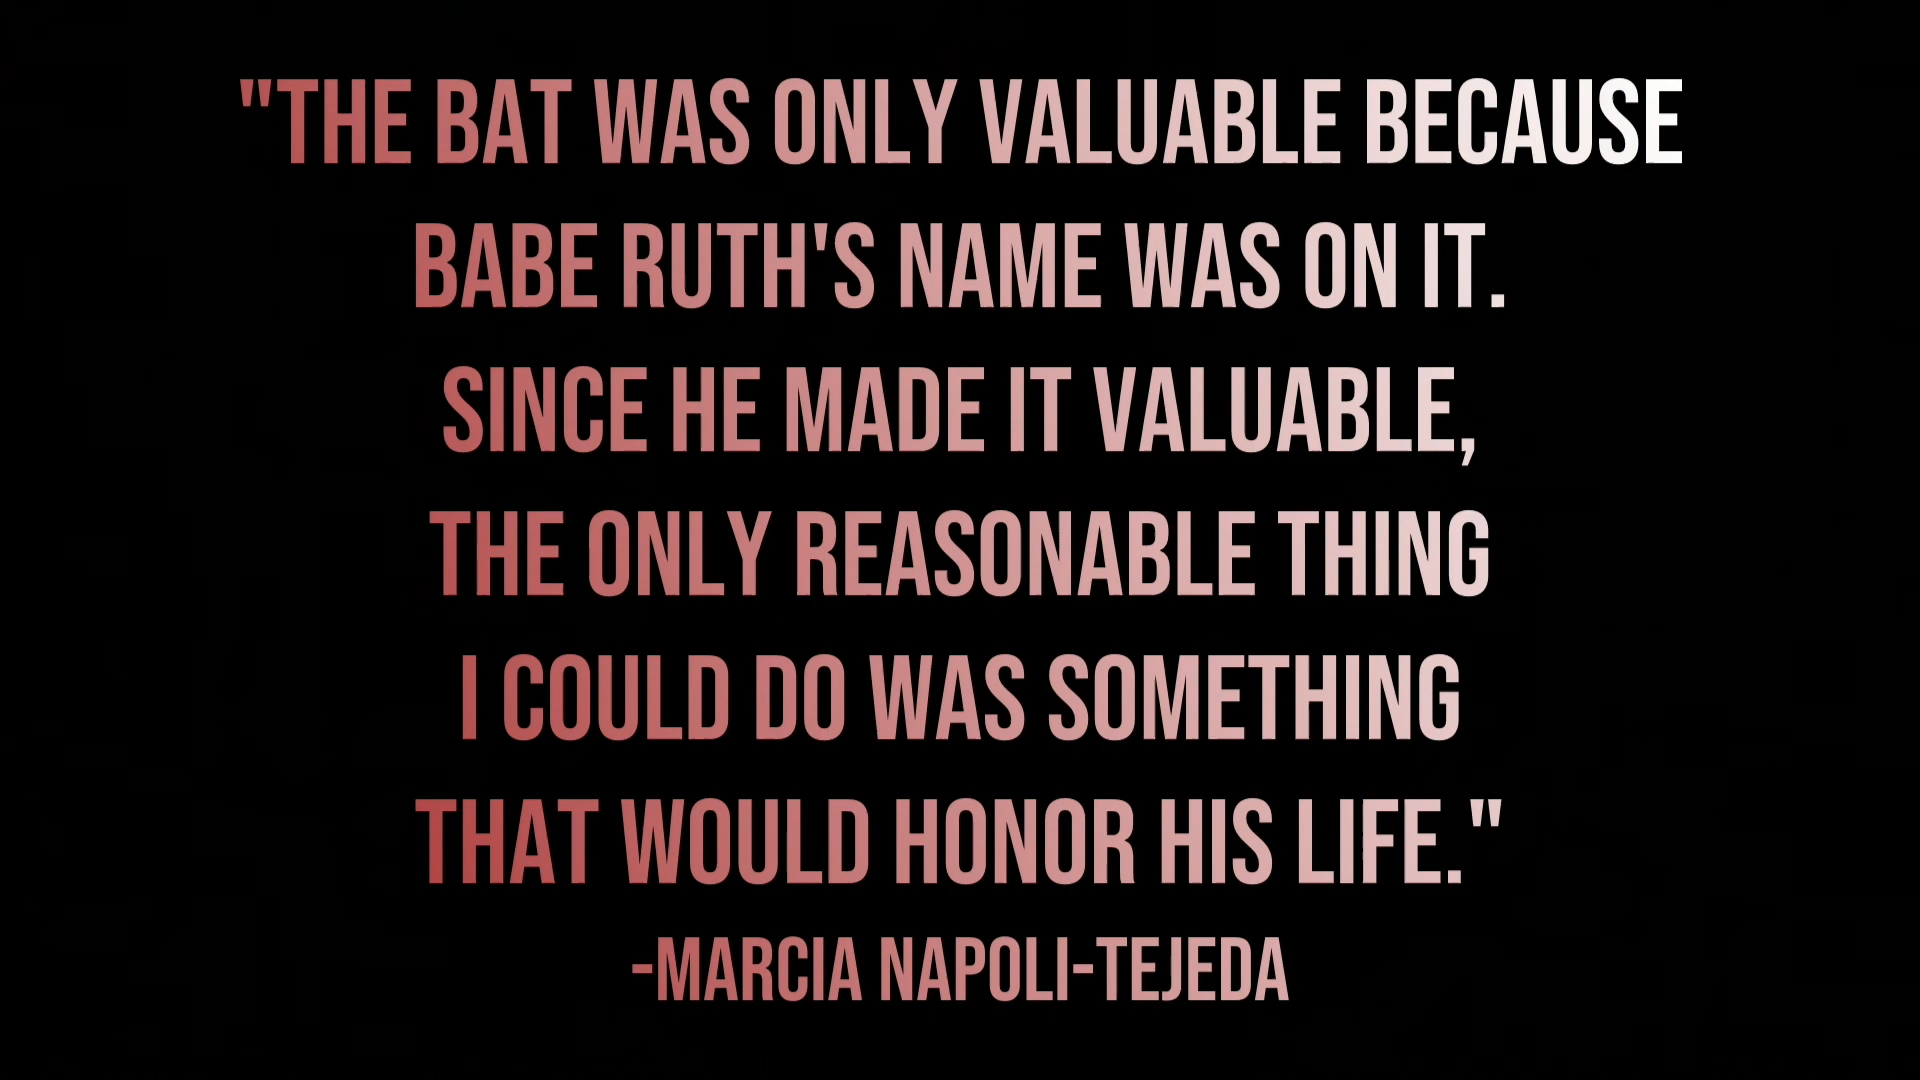 "THE BAT WAS ONLY VALUABLE BECAUSE
BABE RUTH'S NAME WAS ON IT.
SINCE HE MADE IT VALUABLE,
THE ONLY REASONABLE THING
I COULD DO WAS SOMETHING
THAT WOULD HONOR HIS LIFE."
-MARCIA NAPOLI-TEJEDA